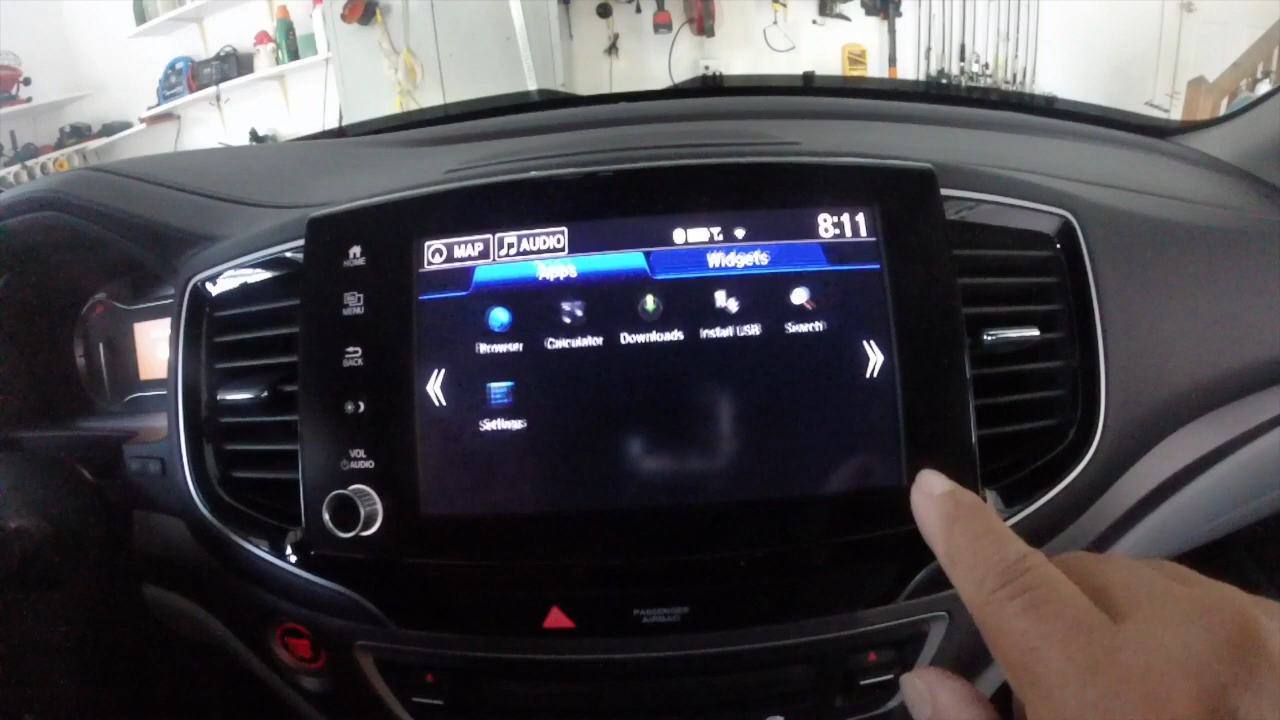 MAP
AUDIO
8:11
Apps
Widgets
Browser
Calculator
Downloads
Install USB
Search
Settings
HOME
MENU
BACK
VOL
AUDIO
PASSENGER
AIRBAG